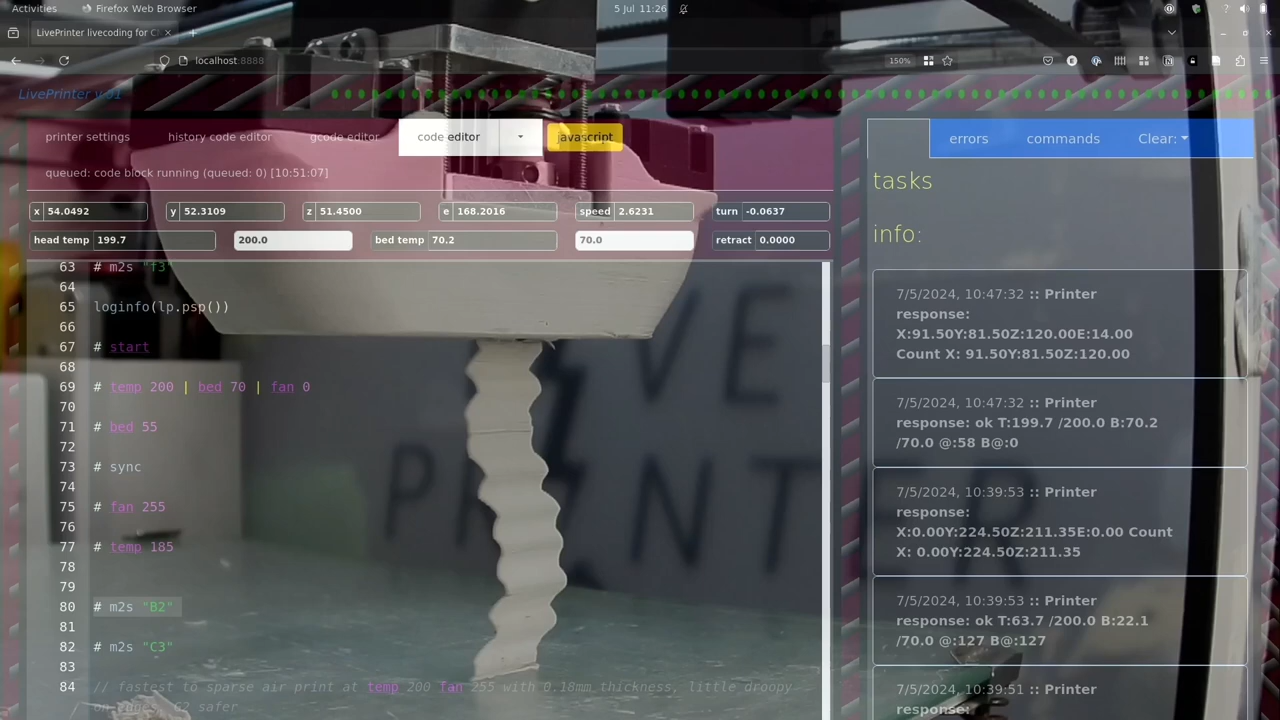 Activities Firefox Web Browser 5 Jul 11:26
LivePrinter livecoding for C
localhost:8888 150%
LivePrinter v.01
printer settings history code editor gcode editor code editor javascript
queued: code block running (queued: 0) [10:51:07]
x 54.0492 y 52.3109 z 51.4500 e 168.2016 speed 2.6231 turn -0.0637
head temp 199.7 200.0 bed temp 70.2 70.0 retract 0.0000
63 # m2s "f3"
64
65 loginfo(lp.psp())
66
67 # start
68
69 # temp 200 | bed 70 | fan 0
70
71 # bed 55
72
73 # sync
74
75 # fan 255
76
77 # temp 185
78
79
80 # m2s "B2"
81
82 # m2s "C3"
83
84 // fastest to sparse air print at temp 200 fan 255 with 0.18mm thickness, little droopy
on edges, C2 safer
errors commands Clear:
tasks
info:
7/5/2024, 10:47:32 :: Printer
response:
X:91.50Y:81.50Z:120.00E:14.00
Count X: 91.50Y:81.50Z:120.00
7/5/2024, 10:47:32 :: Printer
response: ok T:199.7 /200.0 B:70.2
/70.0 @:58 B@:0
7/5/2024, 10:39:53 :: Printer
response:
X:0.00Y:224.50Z:211.35E:0.00 Count
X: 0.00Y:224.50Z:211.35
7/5/2024, 10:39:53 :: Printer
response: ok T:63.7 /200.0 B:22.1
/70.0 @:127 B@:127
7/5/2024, 10:39:51 :: Printer
response:
VE
PRINTER